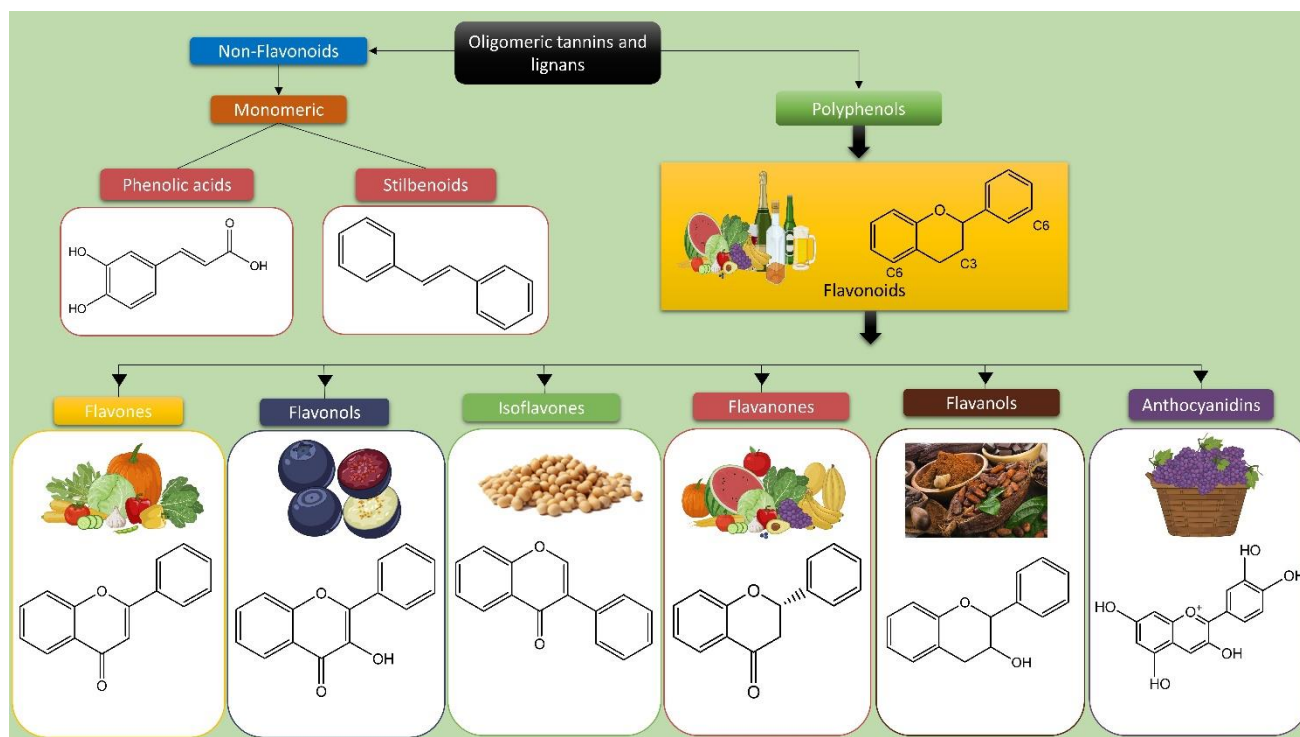 Non-Flavonoids
Oligomeric tannins and
lignans
Monomeric
Polyphenols
Phenolic acids
Stilbenoids
O
HO
OH
HO
O
C6
C6
C3
Flavonoids
Flavones
Flavonols
Isoflavones
Flavanones
Flavanols
Anthocyanidins
O
O
O
OH
O
O
O
O
O
O
OH
HO
OH
HO
O+
OH
HO